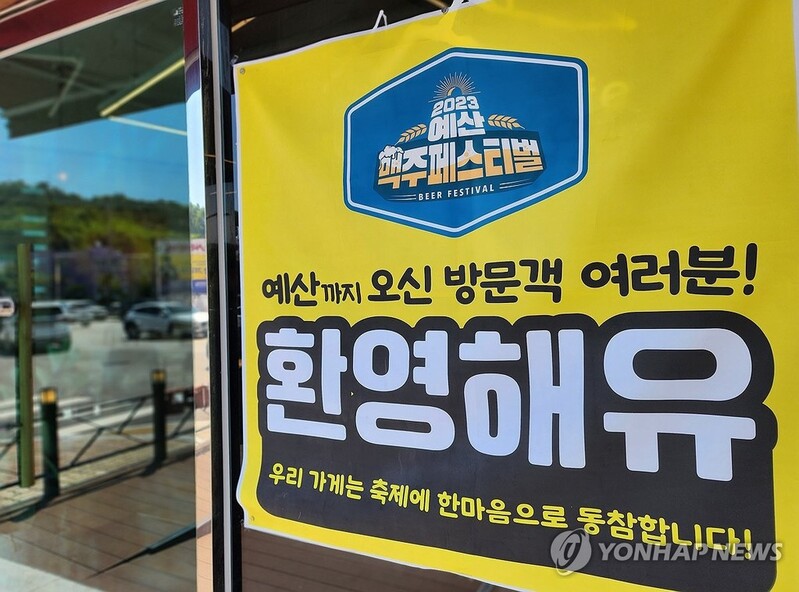 2023
예산
맥주페스티벌
BEER FESTIVAL
예산까지 오신 방문객 여러분!
환영해유
우리 가게는 축제에 한마음으로 동참합니다!
YONHAP NEWS